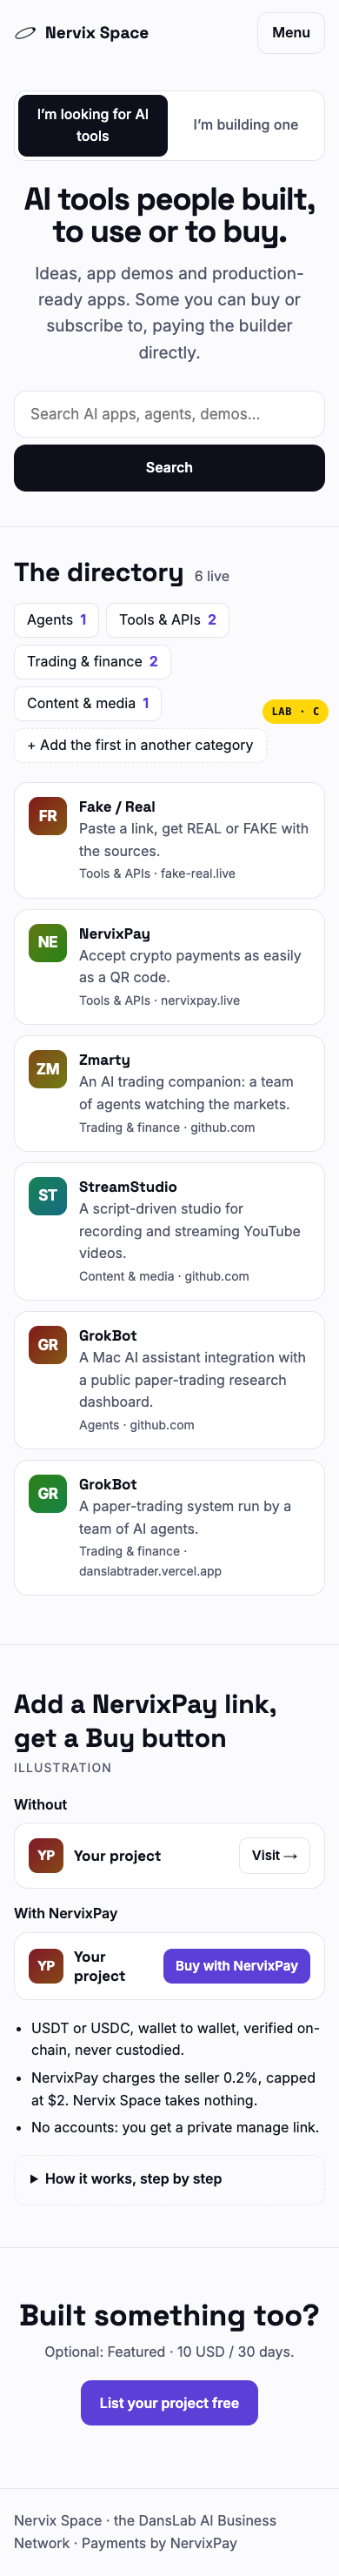 Nervix Space
Menu
I'm looking for AI
tools
I'm building one
AI tools people built,
to use or to buy.
Ideas, app demos and production-
ready apps. Some you can buy or
subscribe to, paying the builder
directly.
Search AI apps, agents, demos...
Search
The directory 6 live
Agents 1
Tools & APIs 2
Trading & finance 2
Content & media 1
LAB · C
+ Add the first in another category
FR
Fake / Real
Paste a link, get REAL or FAKE with
the sources.
Tools & APIs · fake-real.live
NE
NervixPay
Accept crypto payments as easily
as a QR code.
Tools & APIs · nervixpay.live
ZM
Zmarty
An AI trading companion: a team
of agents watching the markets.
Trading & finance · github.com
ST
StreamStudio
A script-driven studio for
recording and streaming YouTube
videos.
Content & media · github.com
GR
GrokBot
A Mac AI assistant integration with
a public paper-trading research
dashboard.
Agents · github.com
GR
GrokBot
A paper-trading system run by a
team of AI agents.
Trading & finance ·
danslabtrader.vercel.app
Add a NervixPay link,
get a Buy button
ILLUSTRATION
Without
YP
Your project
Visit →
With NervixPay
YP
Your
project
Buy with NervixPay
• USDT or USDC, wallet to wallet, verified on-
chain, never custodied.
• NervixPay charges the seller 0.2%, capped
at $2. Nervix Space takes nothing.
• No accounts: you get a private manage link.
▶ How it works, step by step
Built something too?
Optional: Featured · 10 USD / 30 days.
List your project free
Nervix Space · the DansLab AI Business
Network · Payments by NervixPay